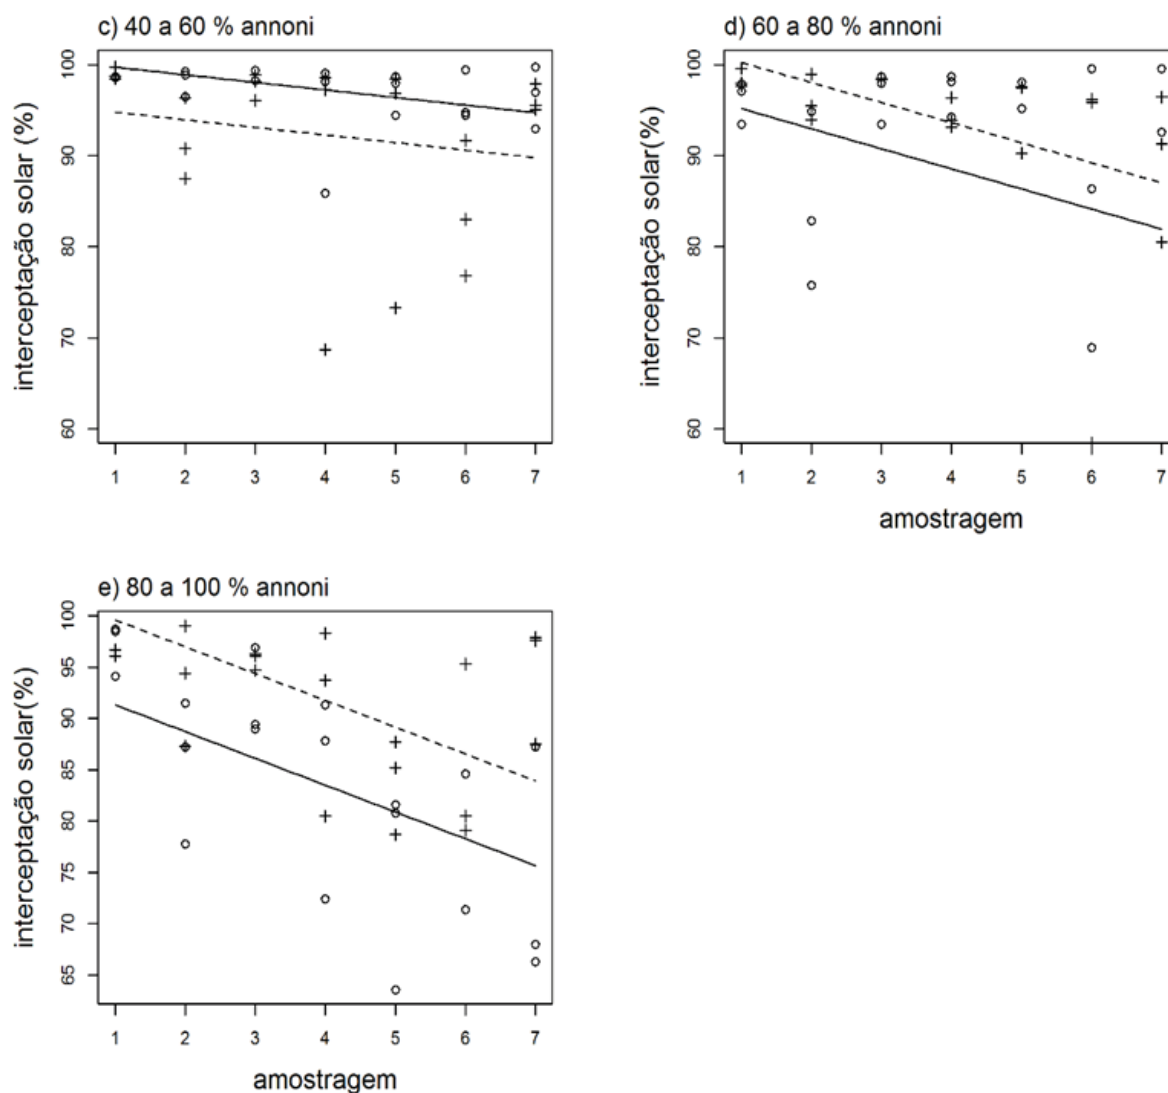 c) 40 a 60 % annoni
interceptação solar (%)
100
90
80
70
60
1 2 3 4 5 6 7
d) 60 a 80 % annoni
interceptação solar(%)
100
90
80
70
60
1 2 3 4 5 6 7
amostragem
e) 80 a 100 % annoni
interceptação solar(%)
100
95
90
85
80
75
70
65
1 2 3 4 5 6 7
amostragem